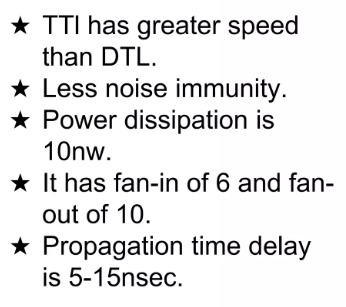 ★ TTl has greater speed
than DTL.
★ Less noise immunity.
★ Power dissipation is
10nw.
★ It has fan-in of 6 and fan-
out of 10.
★ Propagation time delay
is 5-15nsec.